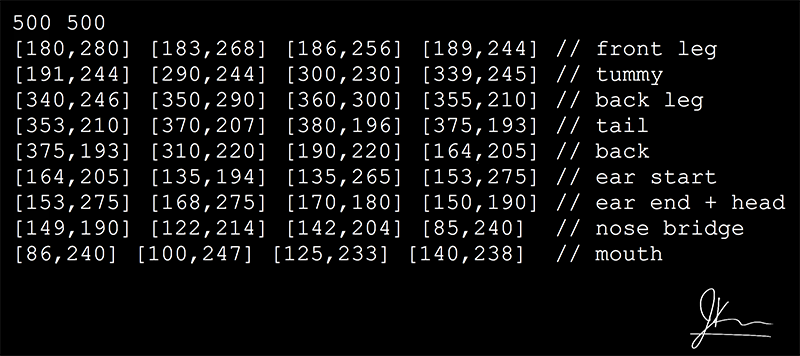 500 500
[180,280] [183,268] [186,256] [189,244] // front leg
[191,244] [290,244] [300,230] [339,245] // tummy
[340,246] [350,290] [360,300] [355,210] // back leg
[353,210] [370,207] [380,196] [375,193] // tail
[375,193] [310,220] [190,220] [164,205] // back
[164,205] [135,194] [135,265] [153,275] // ear start
[153,275] [168,275] [170,180] [150,190] // ear end + head
[149,190] [122,214] [142,204] [85,240] // nose bridge
[86,240] [100,247] [125,233] [140,238] // mouth